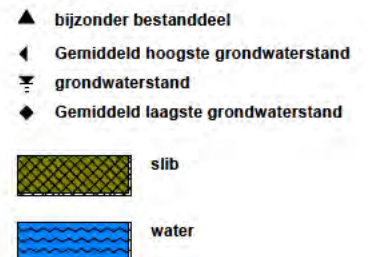 bijzonder bestanddeel
Gemiddeld hoogste grondwaterstand
grondwaterstand
Gemiddeld laagste grondwaterstand
slib
water